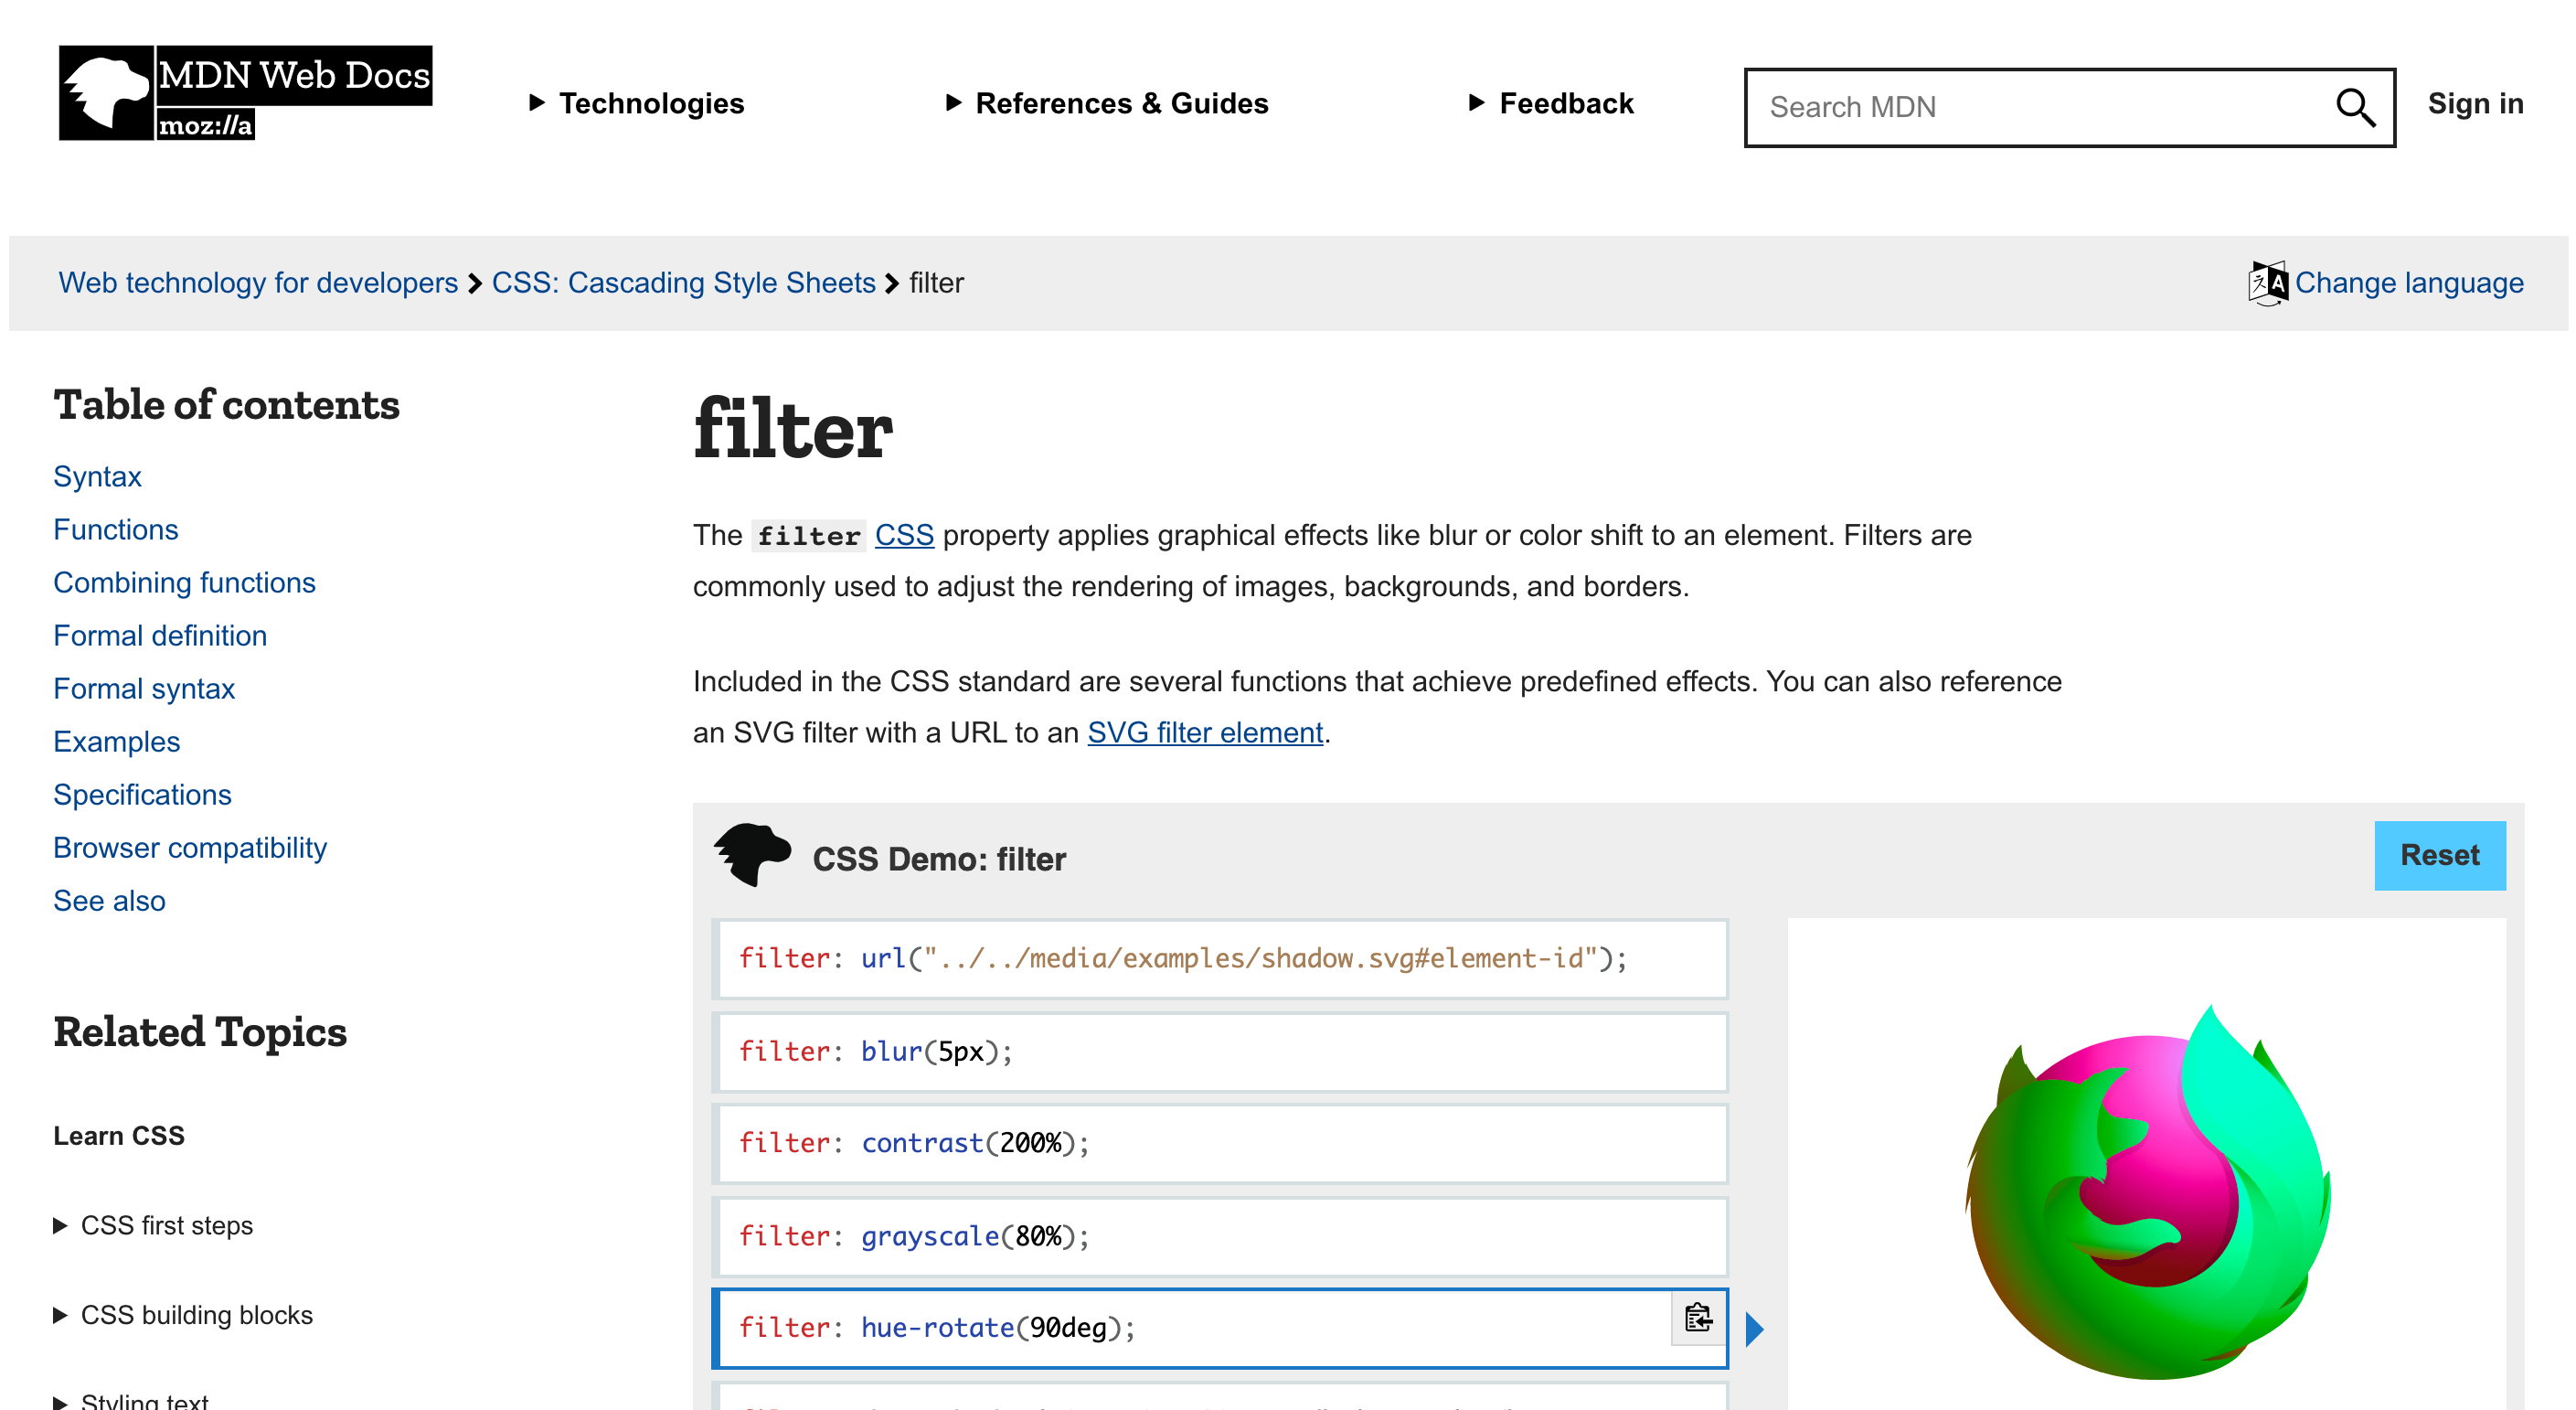 MDN Web Docs
moz://a
Technologies
References & Guides
Feedback
Search MDN
Sign in
Web technology for developers
CSS: Cascading Style Sheets
filter
Change language
Table of contents
Syntax
Functions
Combining functions
Formal definition
Formal syntax
Examples
Specifications
Browser compatibility
See also
Related Topics
Learn CSS
CSS first steps
CSS building blocks
Styling text
filter
The filter CSS property applies graphical effects like blur or color shift to an element. Filters are
commonly used to adjust the rendering of images, backgrounds, and borders.
Included in the CSS standard are several functions that achieve predefined effects. You can also reference
an SVG filter with a URL to an SVG filter element.
CSS Demo: filter
Reset
filter: url("../../media/examples/shadow.svg#element-id");
filter: blur(5px);
filter: contrast(200%);
filter: grayscale(80%);
filter: hue-rotate(90deg);